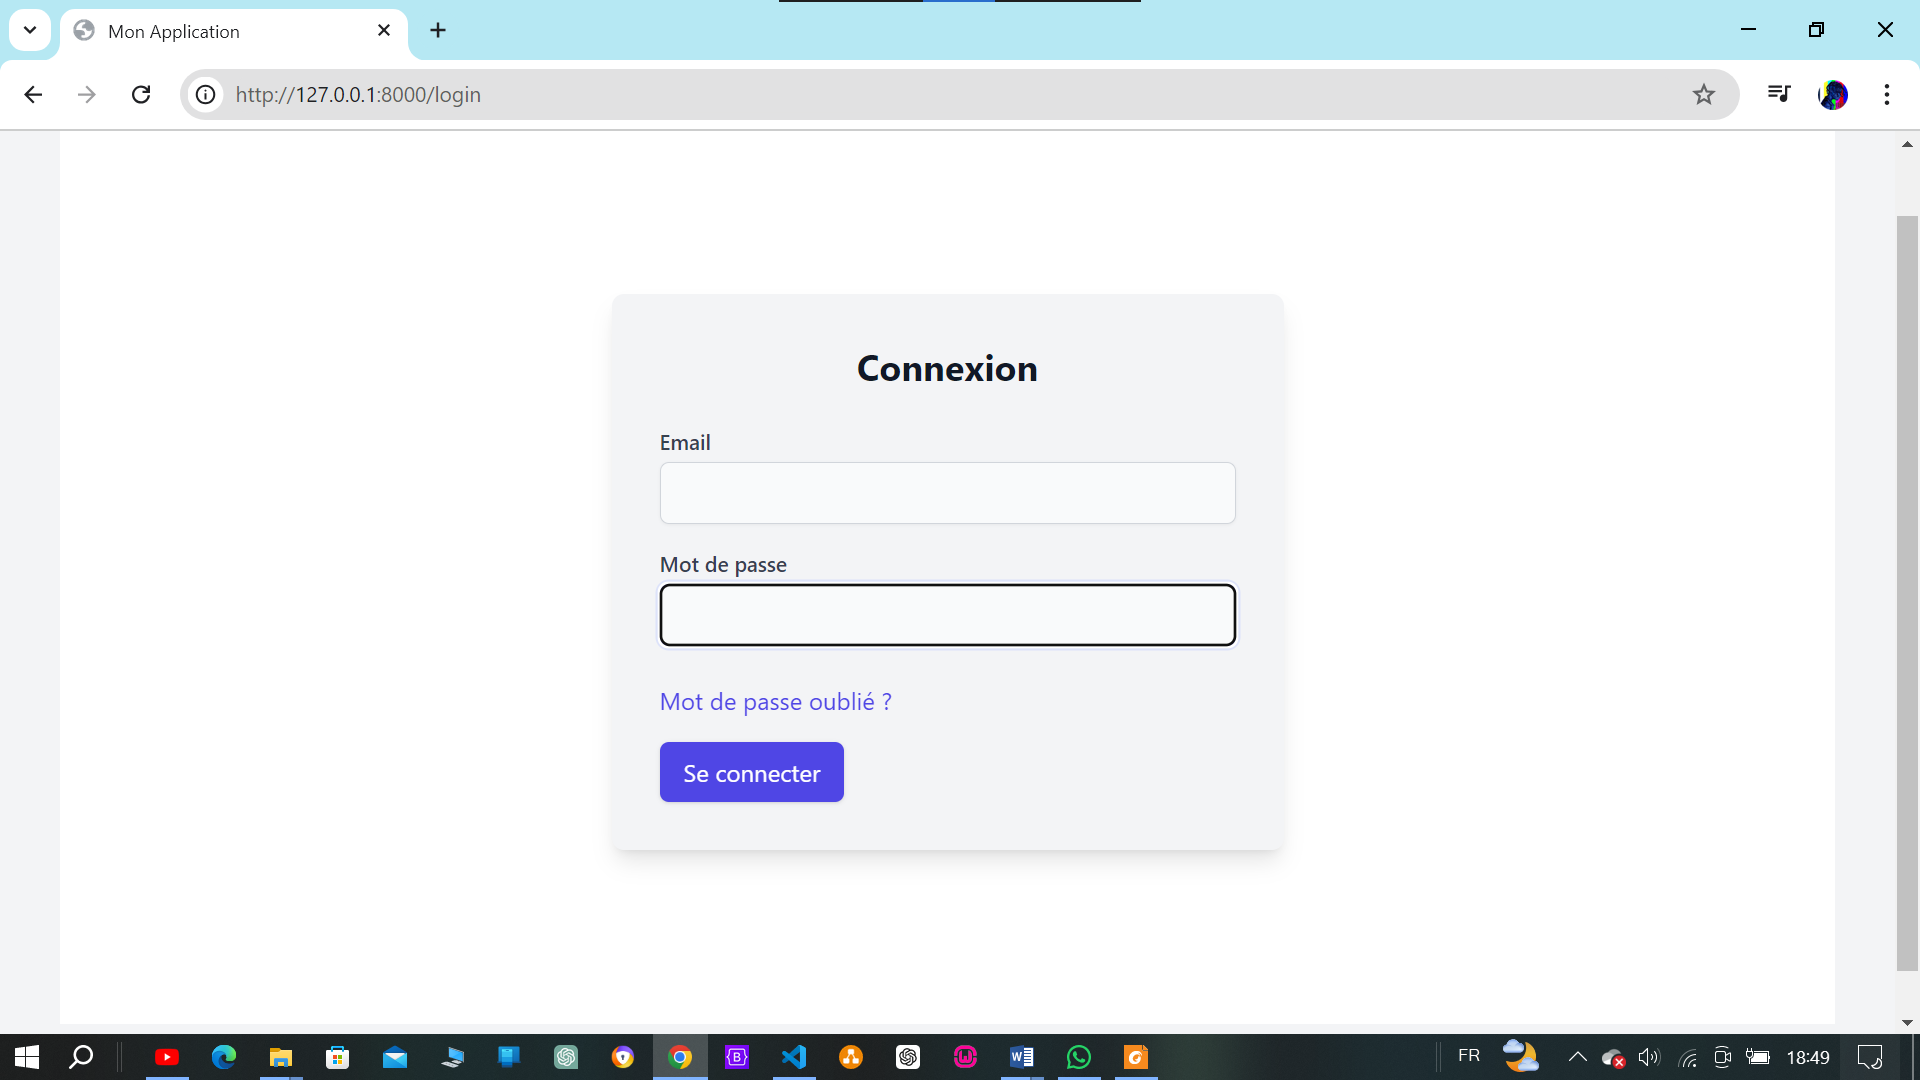 Mon Application
http://127.0.0.1:8000/login
Connexion
Email
Mot de passe
Mot de passe oublié ?
Se connecter
FR
18:49